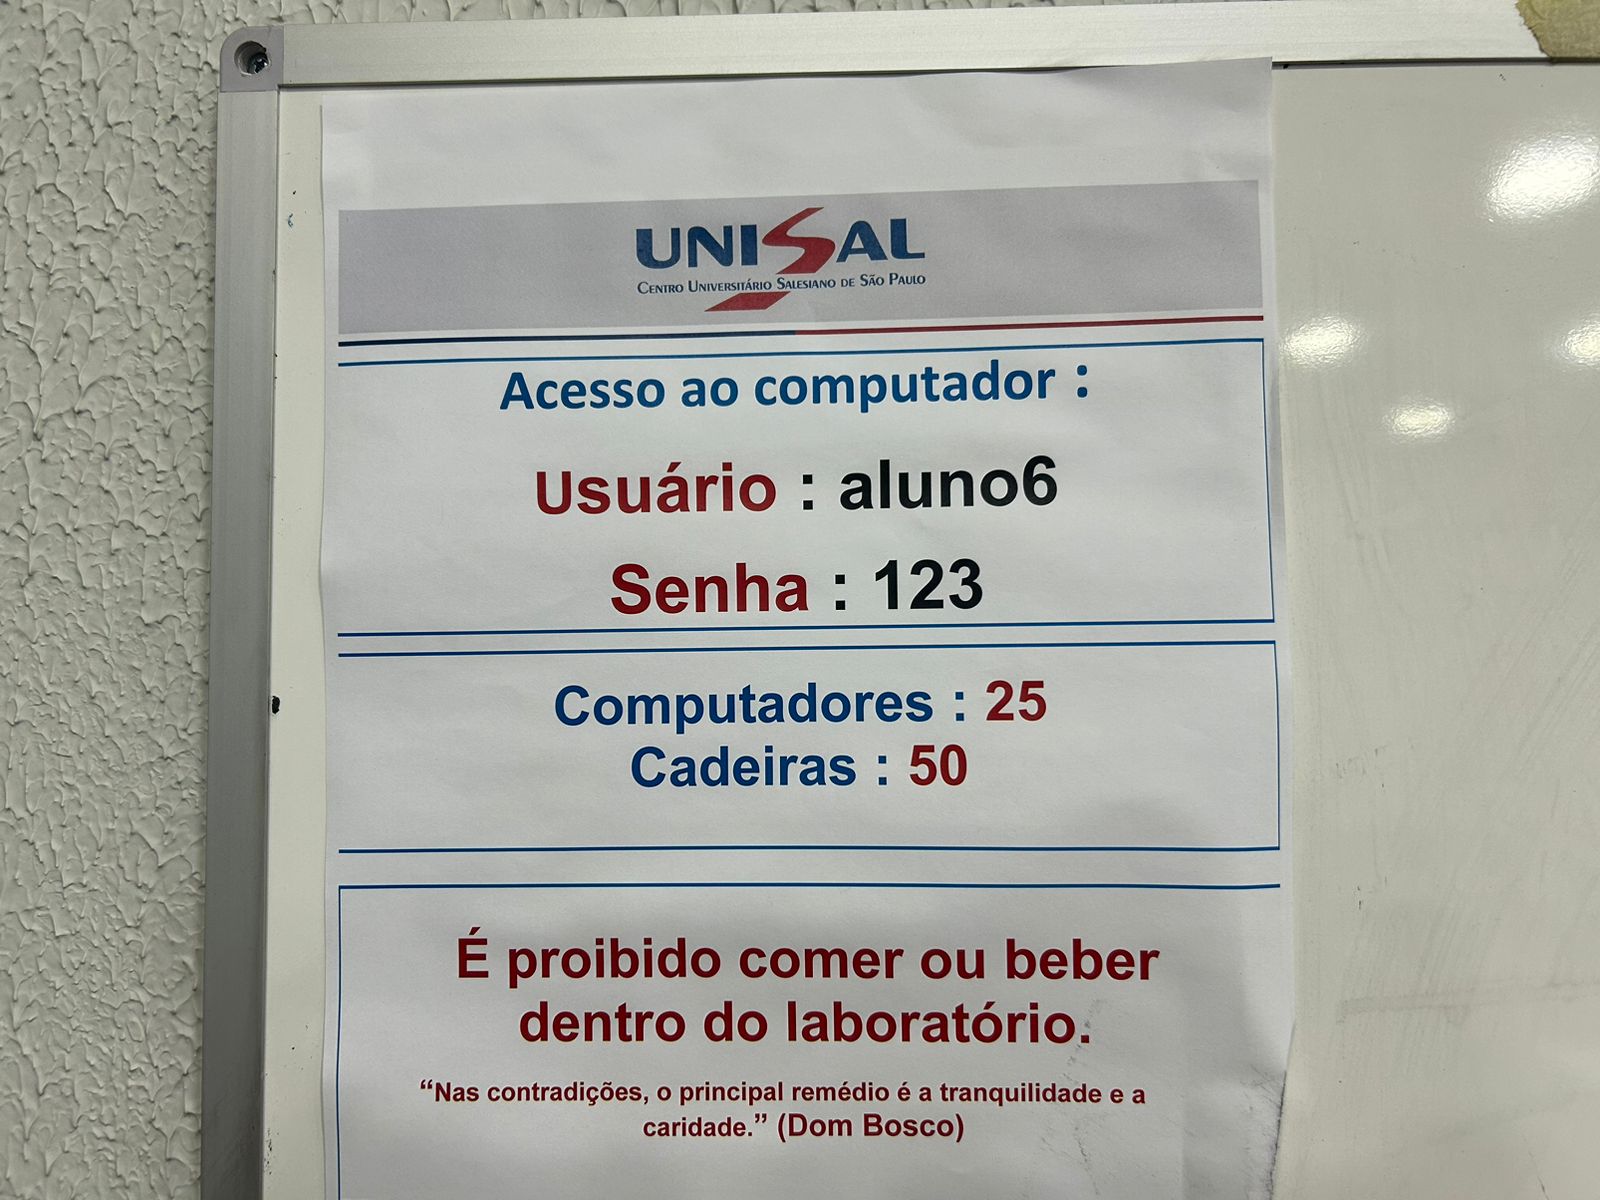 UNISAL
Centro Universitário Salesiano de São Paulo
Acesso ao computador :
Usuário : aluno6
Senha : 123
Computadores : 25
Cadeiras : 50
É proibido comer ou beber
dentro do laboratório.
“Nas contradições, o principal remédio é a tranquilidade e a
caridade.” (Dom Bosco)